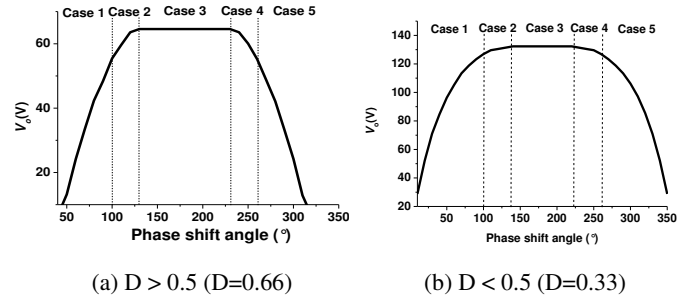 Case 1 Case 2 Case 3 Case 4 Case 5
60
40
20
Vo(V)
50 100 150 200 250 300 350
Phase shift angle (°)
(a) D > 0.5 (D=0.66)
Case 1 Case 2 Case 3 Case 4 Case 5
140
120
100
80
60
40
20
Vo(V)
50 100 150 200 250 300 350
Phase shift angle (°)
(b) D < 0.5 (D=0.33)